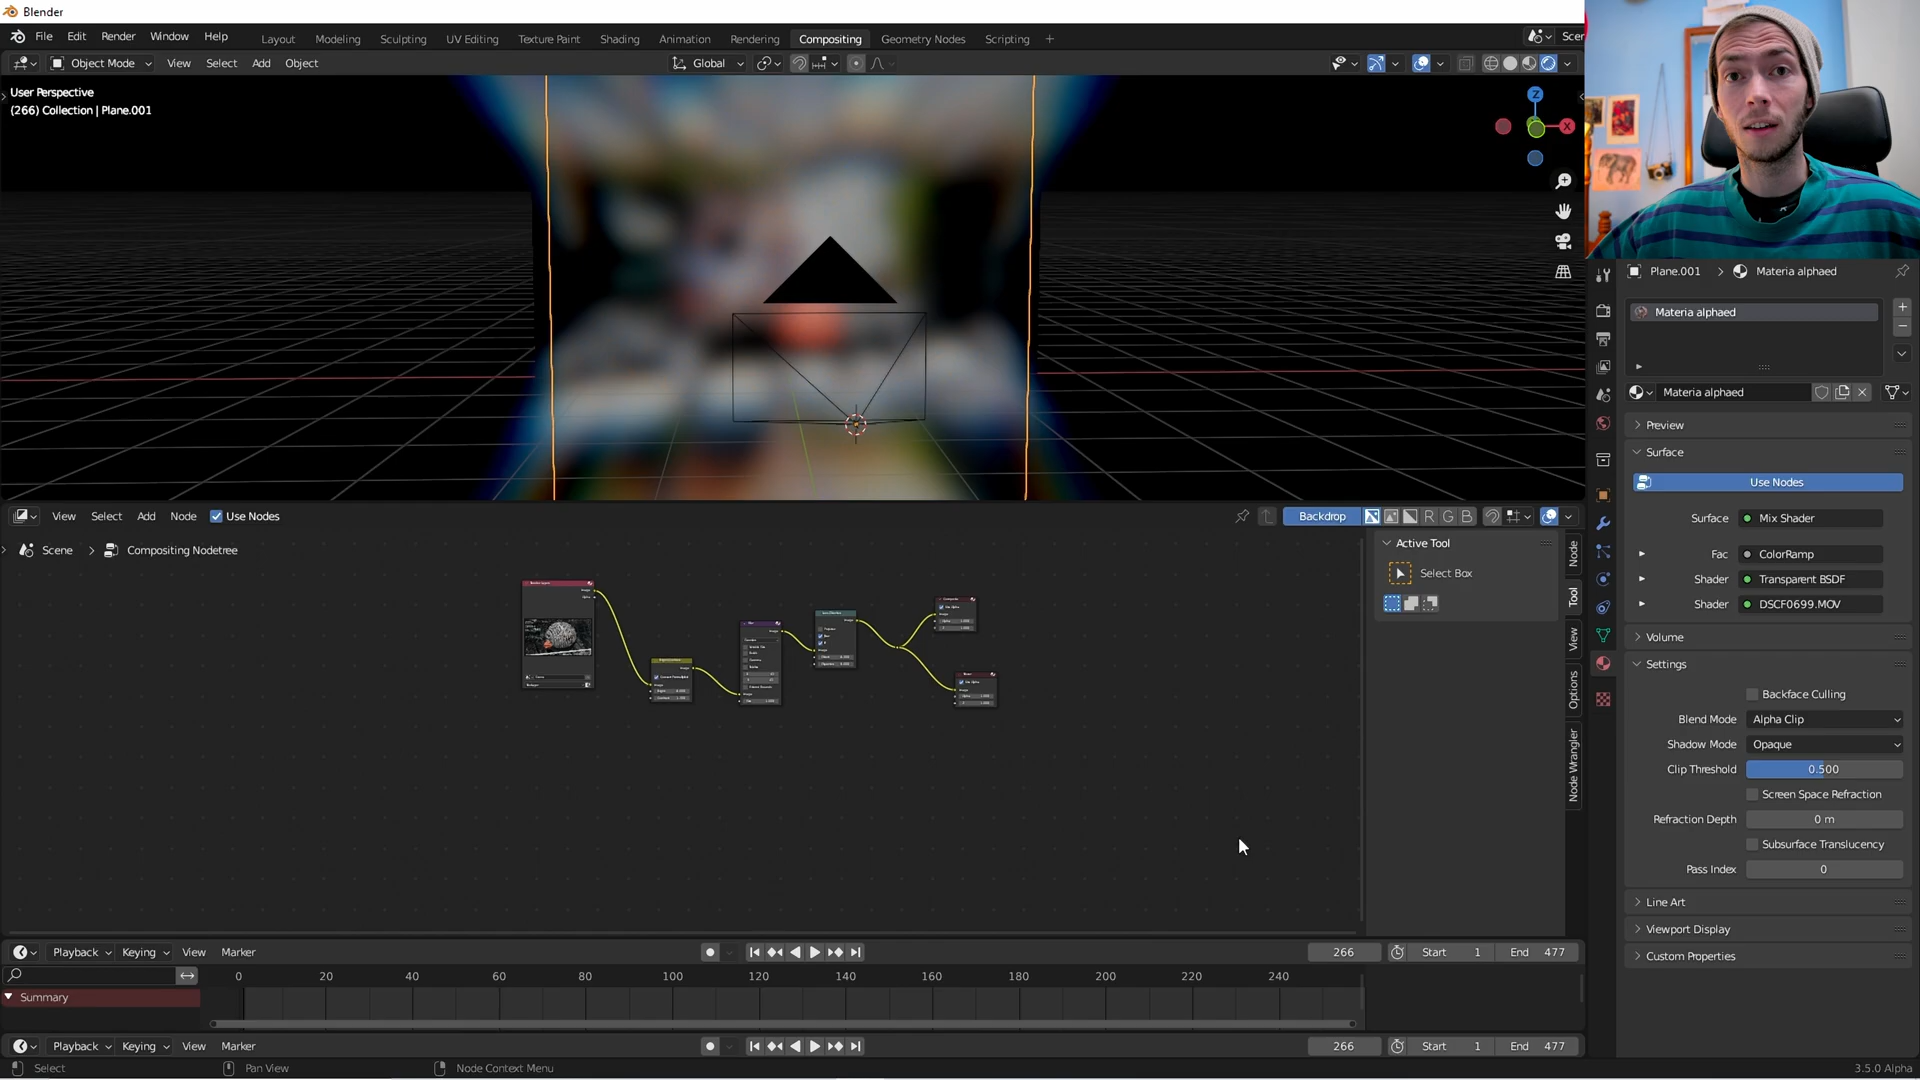 Blender
File Edit Render Window Help Layout Modeling Sculpting UV Editing Texture Paint Shading Animation Rendering Compositing Geometry Nodes Scripting + Scer
Object Mode View Select Add Object Global
User Perspective
(266) Collection | Plane.001
Z
X
Plane.001 > Materia alphaed
Materia alphaed
Materia alphaed
Preview
Surface
Use Nodes
Surface Mix Shader
Fac ColorRamp
Shader Transparent BSDF
Shader DSCF0699.MOV
Volume
Settings
Backface Culling
Blend Mode Alpha Clip
Shadow Mode Opaque
Clip Threshold 0.500
Screen Space Refraction
Refraction Depth 0 m
Subsurface Translucency
Pass Index 0
Line Art
Viewport Display
Custom Properties
View Select Add Node Use Nodes Backdrop R G B
Scene > Compositing Nodetree
Active Tool
Select Box
Node
Tool
View
Options
Node Wrangler
Playback Keying View Marker 266 Start 1 End 477
0 20 40 60 80 100 120 140 160 180 200 220 240
Summary
Playback Keying View Marker 266 Start 1 End 477
Select Pan View Node Context Menu 3.5.0 Alpha